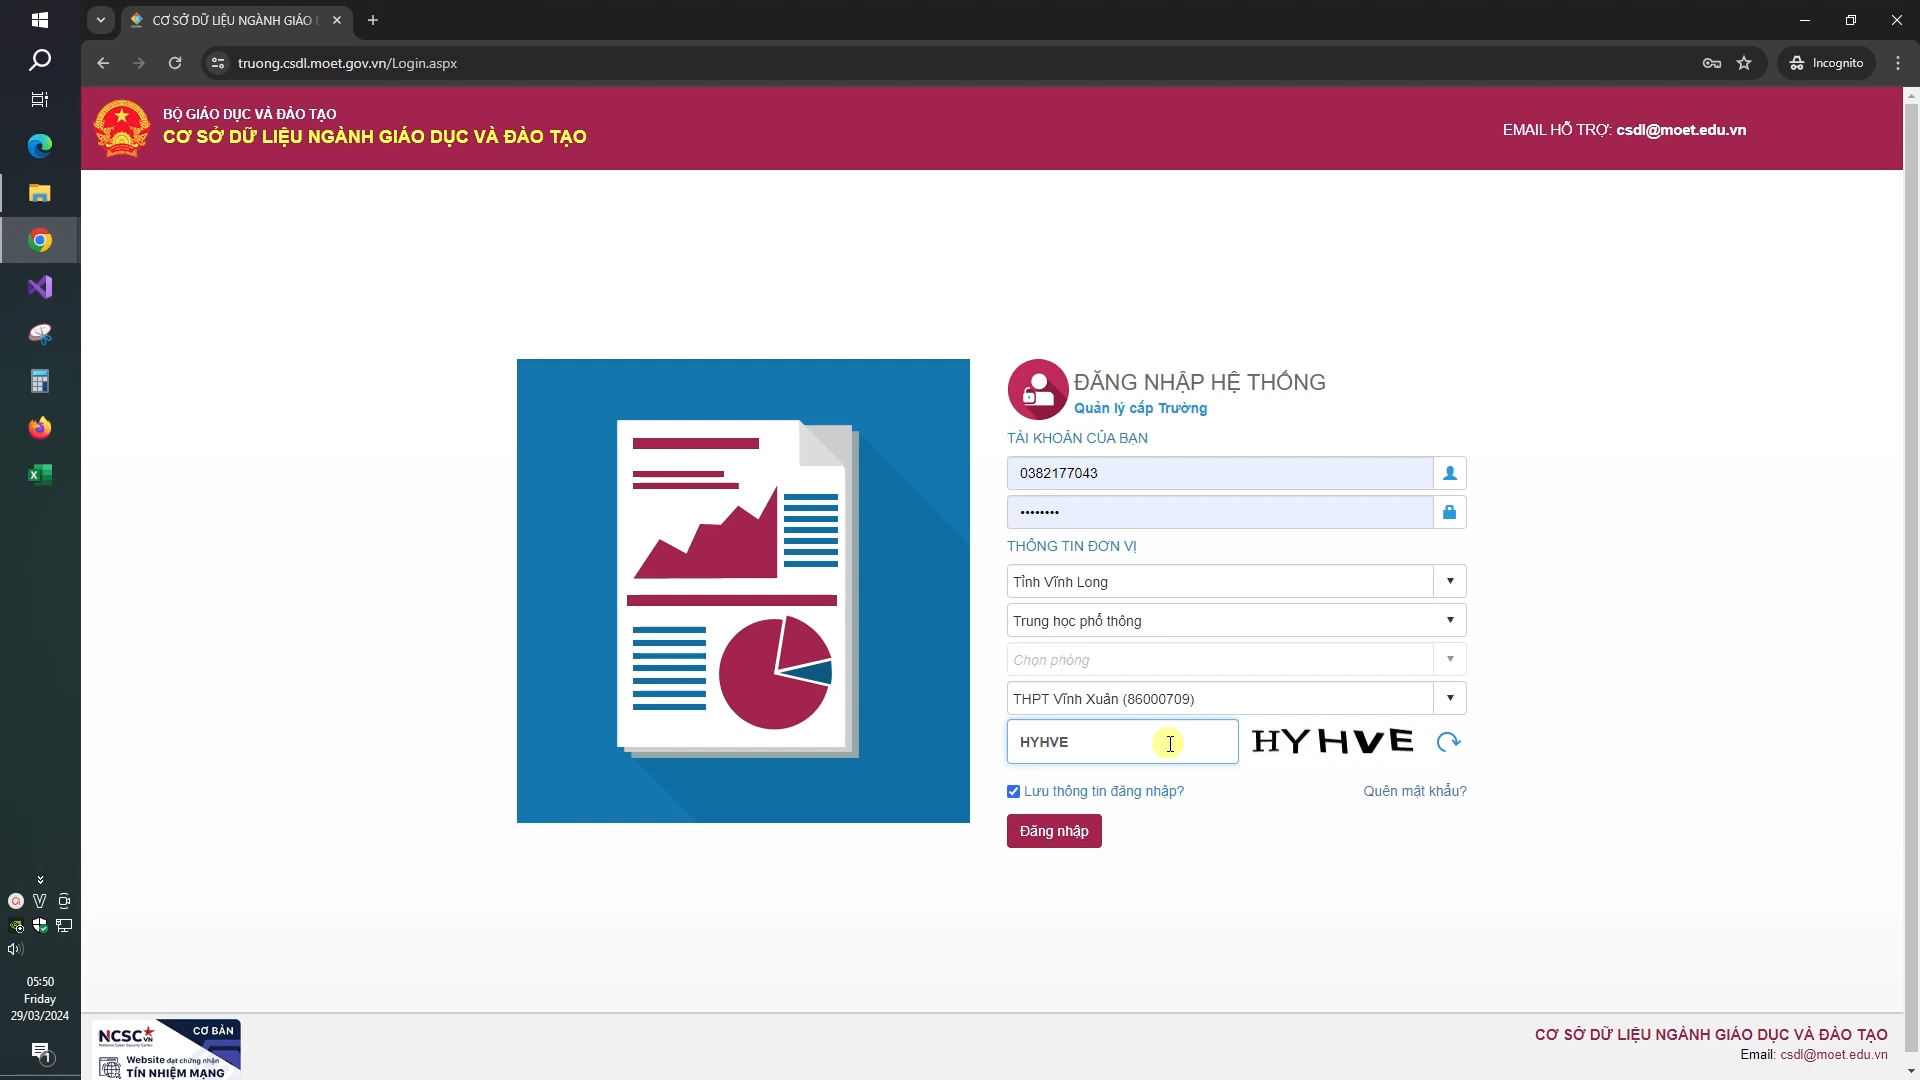 CƠ SỞ DỮ LIỆU NGÀNH GIÁO
truong.csdl.moet.gov.vn/Login.aspx
Incognito
BỘ GIÁO DỤC VÀ ĐÀO TẠO
CƠ SỞ DỮ LIỆU NGÀNH GIÁO DỤC VÀ ĐÀO TẠO
EMAIL HỖ TRỢ: csdl@moet.edu.vn
ĐĂNG NHẬP HỆ THỐNG
Quản lý cấp Trường
TÀI KHOẢN CỦA BẠN
0382177043
••••••••
THÔNG TIN ĐƠN VỊ
Tỉnh Vĩnh Long
Trung học phổ thông
Chọn phòng
THPT Vĩnh Xuân (86000709)
HYHVE
HYHVE
Lưu thông tin đăng nhập?
Quên mật khẩu?
Đăng nhập
05:50
Friday
29/03/2024
1
NCSC VN
CƠ BẢN
Website đạt chứng nhận
TÍN NHIỆM MẠNG
CƠ SỞ DỮ LIỆU NGÀNH GIÁO DỤC VÀ ĐÀO TẠO
Email: csdl@moet.edu.vn